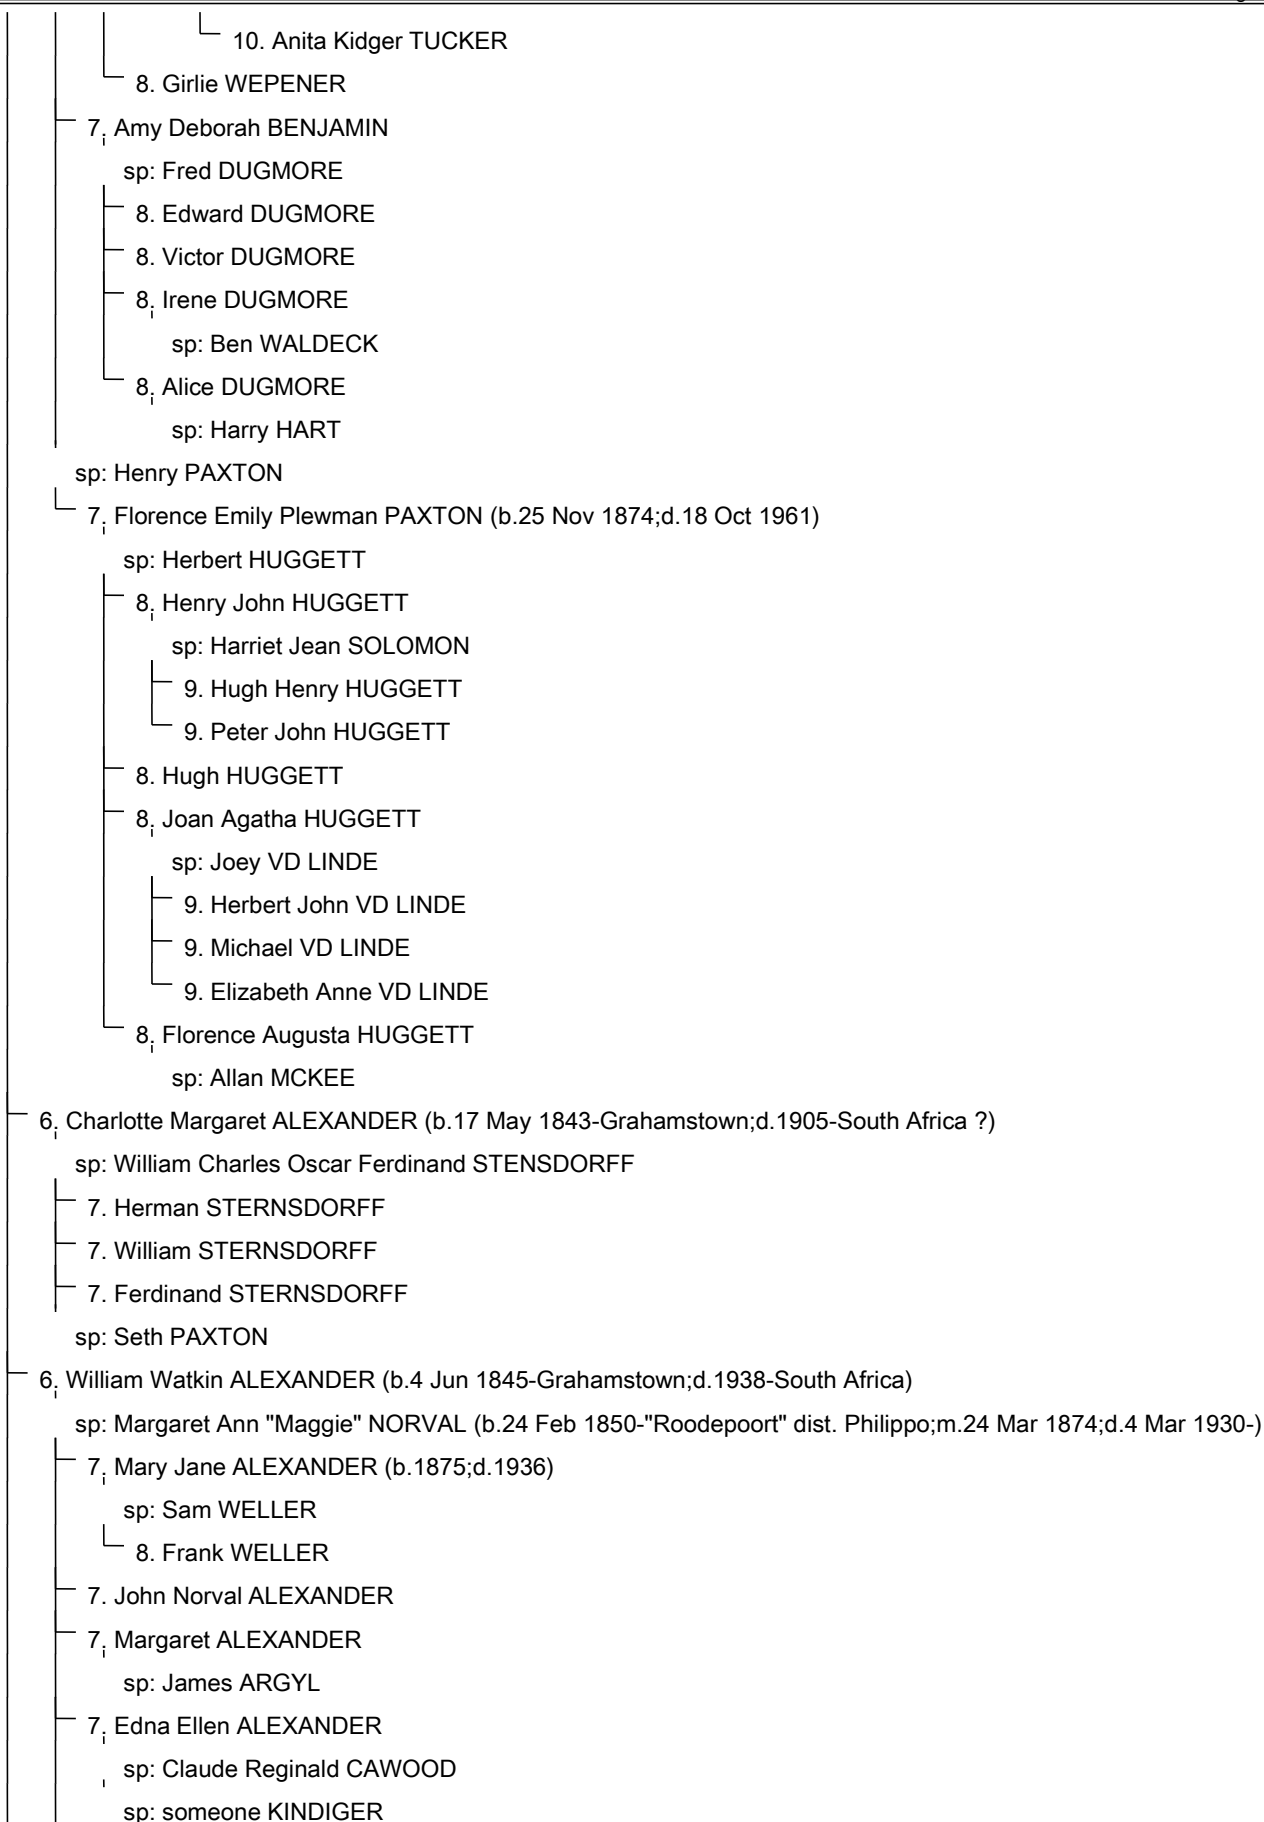 10. Anita Kidger TUCKER
8. Girlie WEPENER
7. Amy Deborah BENJAMIN
sp: Fred DUGMORE
8. Edward DUGMORE
8. Victor DUGMORE
8. Irene DUGMORE
sp: Ben WALDECK
8. Alice DUGMORE
sp: Harry HART
sp: Henry PAXTON
7. Florence Emily Plewman PAXTON (b.25 Nov 1874;d.18 Oct 1961)
sp: Herbert HUGGETT
8. Henry John HUGGETT
sp: Harriet Jean SOLOMON
9. Hugh Henry HUGGETT
9. Peter John HUGGETT
8. Hugh HUGGETT
8. Joan Agatha HUGGETT
sp: Joey VD LINDE
9. Herbert John VD LINDE
9. Michael VD LINDE
9. Elizabeth Anne VD LINDE
8. Florence Augusta HUGGETT
sp: Allan MCKEE
6. Charlotte Margaret ALEXANDER (b.17 May 1843-Grahamstown;d.1905-South Africa ?)
sp: William Charles Oscar Ferdinand STENSDORFF
7. Herman STERNSDORFF
7. William STERNSDORFF
7. Ferdinand STERNSDORFF
sp: Seth PAXTON
6. William Watkin ALEXANDER (b.4 Jun 1845-Grahamstown;d.1938-South Africa)
sp: Margaret Ann "Maggie" NORVAL (b.24 Feb 1850-"Roodepoort" dist. Philippo;m.24 Mar 1874;d.4 Mar 1930-)
7. Mary Jane ALEXANDER (b.1875;d.1936)
sp: Sam WELLER
8. Frank WELLER
7. John Norval ALEXANDER
7. Margaret ALEXANDER
sp: James ARGYL
7. Edna Ellen ALEXANDER
sp: Claude Reginald CAWOOD
sp: someone KINDIGER